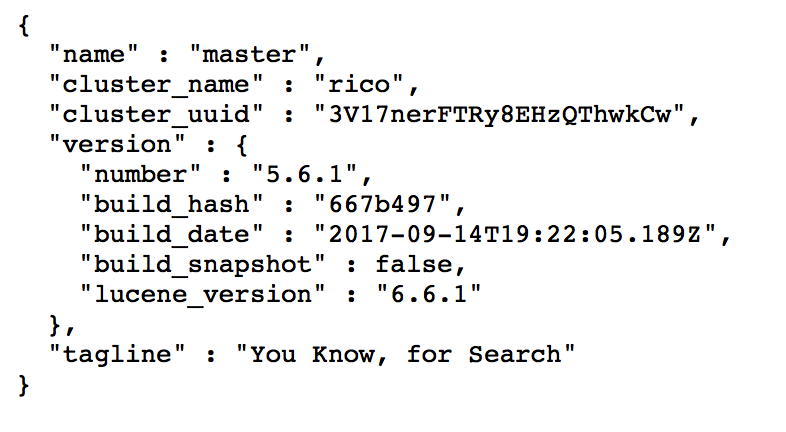 {
  "name" : "master",
  "cluster_name" : "rico",
  "cluster_uuid" : "3V17nerFTRy8EHzQThwkCw",
  "version" : {
    "number" : "5.6.1",
    "build_hash" : "667b497",
    "build_date" : "2017-09-14T19:22:05.189Z",
    "build_snapshot" : false,
    "lucene_version" : "6.6.1"
  },
  "tagline" : "You Know, for Search"
}